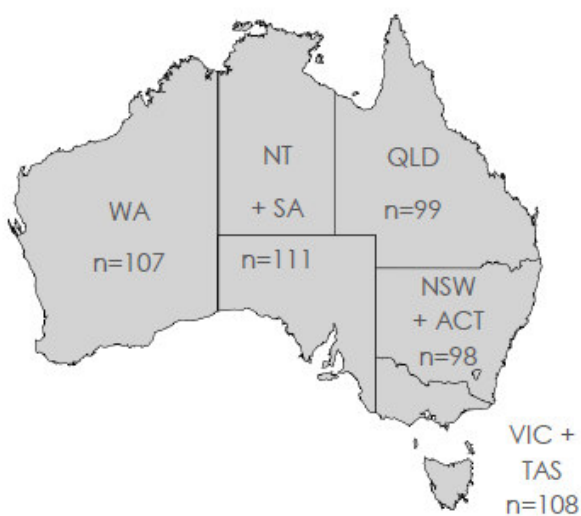 NT
+ SA
n=111
QLD
n=99
WA
n=107
NSW
+ ACT
n=98
VIC +
TAS
n=108